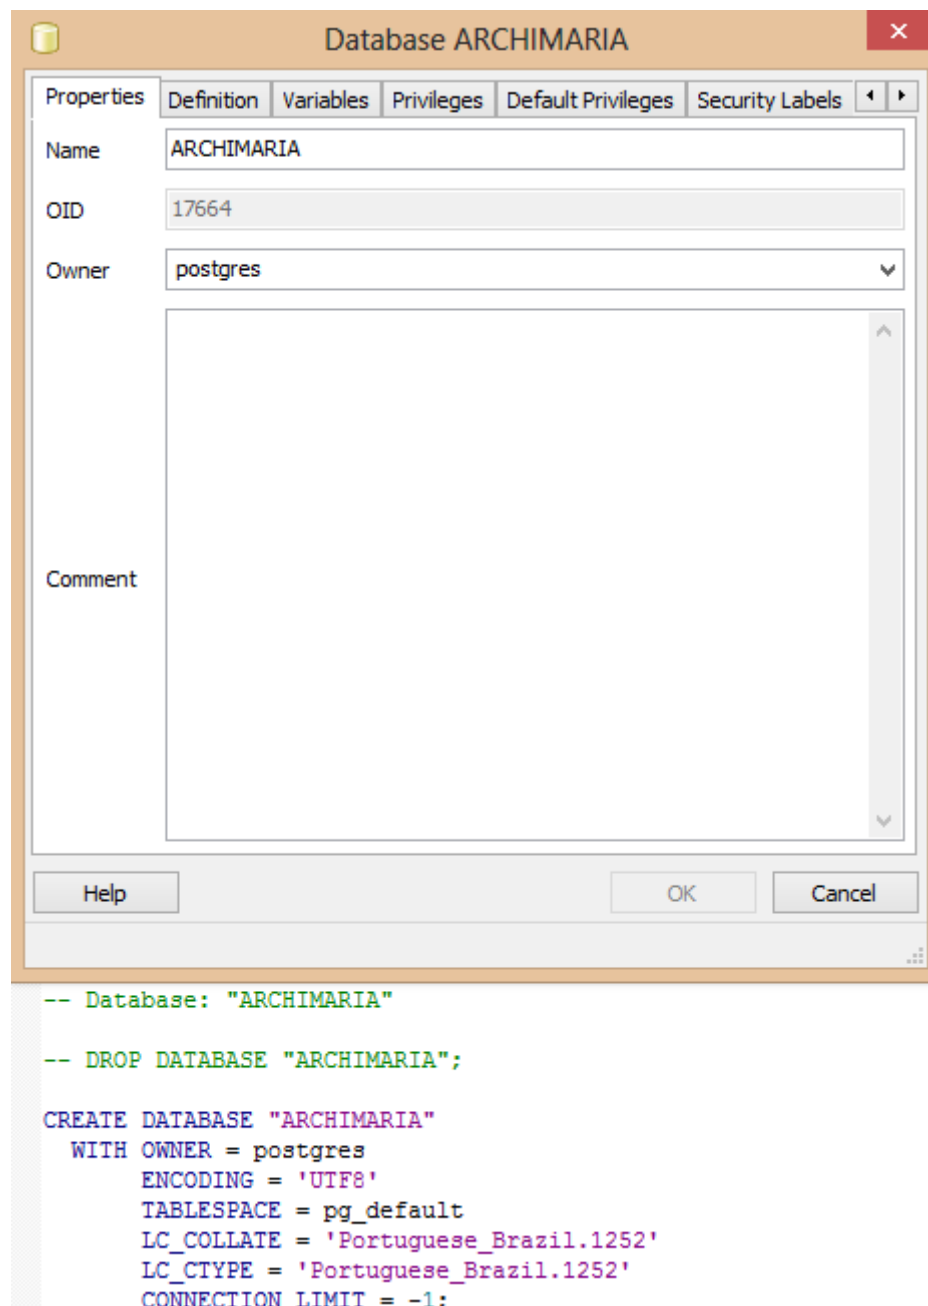 Database ARCHIMARIA
Properties Definition Variables Privileges Default Privileges Security Labels
Name ARCHIMARIA
OID 17664
Owner postgres
Comment
Help OK Cancel
-- Database: "ARCHIMARIA"
-- DROP DATABASE "ARCHIMARIA";
CREATE DATABASE "ARCHIMARIA"
WITH OWNER = postgres
ENCODING = 'UTF8'
TABLESPACE = pg_default
LC_COLLATE = 'Portuguese_Brazil.1252'
LC_CTYPE = 'Portuguese_Brazil.1252'
CONNECTION LIMIT = -1;